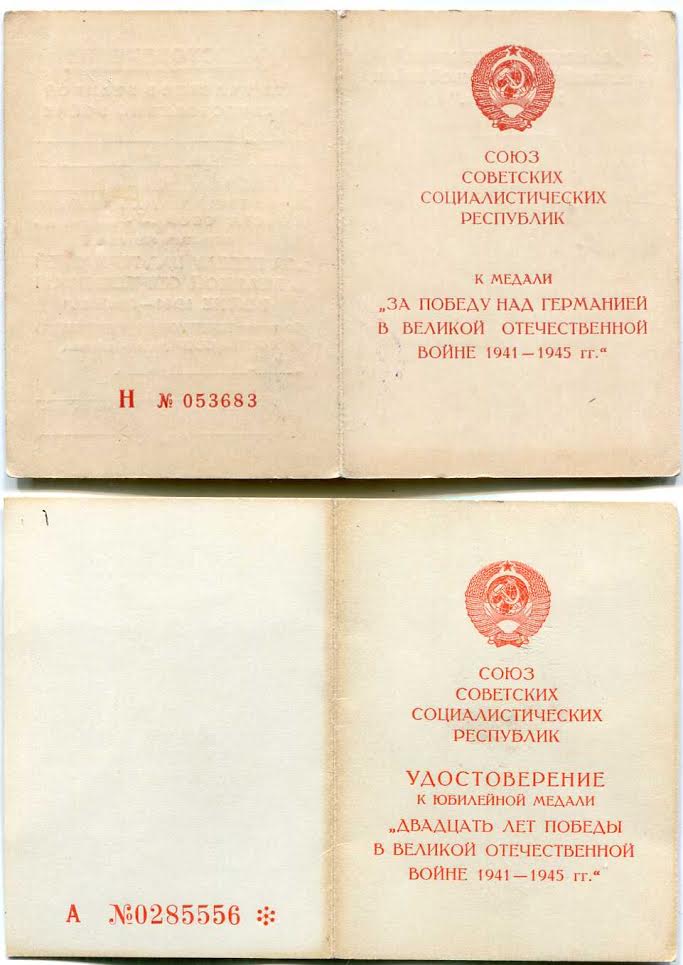 СОЮЗ
СОВЕТСКИХ
СОЦИАЛИСТИЧЕСКИХ
РЕСПУБЛИК
К МЕДАЛИ
„ЗА ПОБЕДУ НАД ГЕРМАНИЕЙ
В ВЕЛИКОЙ ОТЕЧЕСТВЕННОЙ
ВОЙНЕ 1941—1945 гг.“
Н № 053683
СОЮЗ
СОВЕТСКИХ
СОЦИАЛИСТИЧЕСКИХ
РЕСПУБЛИК
УДОСТОВЕРЕНИЕ
К ЮБИЛЕЙНОЙ МЕДАЛИ
„ДВАДЦАТЬ ЛЕТ ПОБЕДЫ
В ВЕЛИКОЙ ОТЕЧЕСТВЕННОЙ
ВОЙНЕ 1941—1945 гг.“
А №0285556